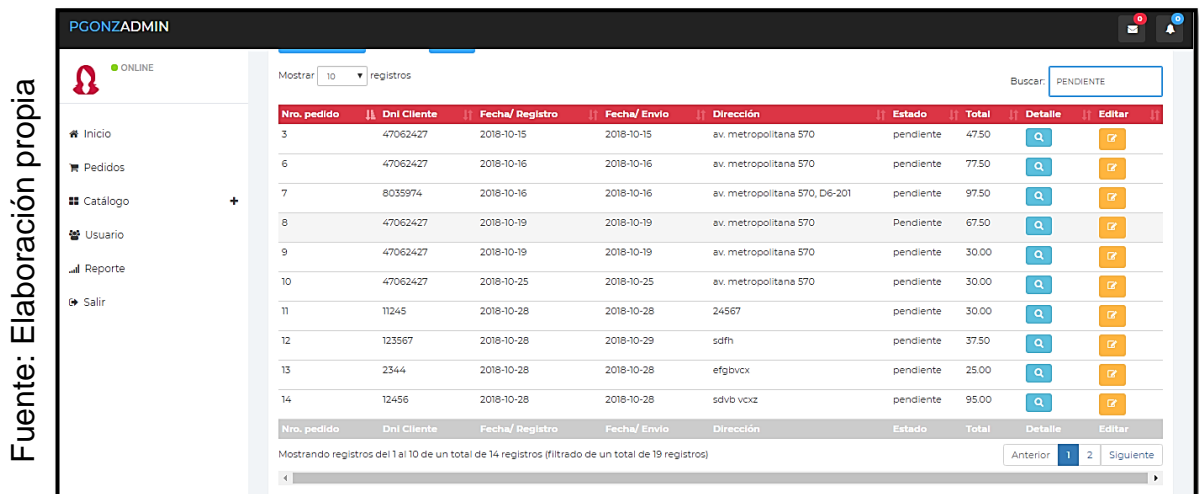 Fuente: Elaboración propia
PGONZADMIN
0
0
ONLINE
Inicio
Pedidos
Catálogo +
Usuario
Reporte
Salir
Mostrar 10 registros
Buscar: PENDIENTE
Nro. pedido Dni Cliente Fecha/ Registro Fecha/ Envio Dirección Estado Total Detalle Editar
3 47062427 2018-10-15 2018-10-15 av. metropolitana 570 pendiente 47.50
6 47062427 2018-10-16 2018-10-16 av. metropolitana 570 pendiente 77.50
7 8035974 2018-10-16 2018-10-16 av. metropolitana 570, D6-201 pendiente 97.50
8 47062427 2018-10-19 2018-10-19 av. metropolitana 570 Pendiente 67.50
9 47062427 2018-10-19 2018-10-19 av. metropolitana 570 pendiente 30.00
10 47062427 2018-10-25 2018-10-25 av. metropolitana 570 pendiente 30.00
11 11245 2018-10-28 2018-10-28 24567 pendiente 30.00
12 123567 2018-10-28 2018-10-29 sdfh pendiente 37.50
13 2344 2018-10-28 2018-10-28 efgbvcx pendiente 25.00
14 12456 2018-10-28 2018-10-28 sdvb vcxz pendiente 95.00
Nro. pedido Dni Cliente Fecha/ Registro Fecha/ Envio Dirección Estado Total Detalle Editar
Mostrando registros del 1 al 10 de un total de 14 registros (filtrado de un total de 19 registros)
Anterior 1 2 Siguiente